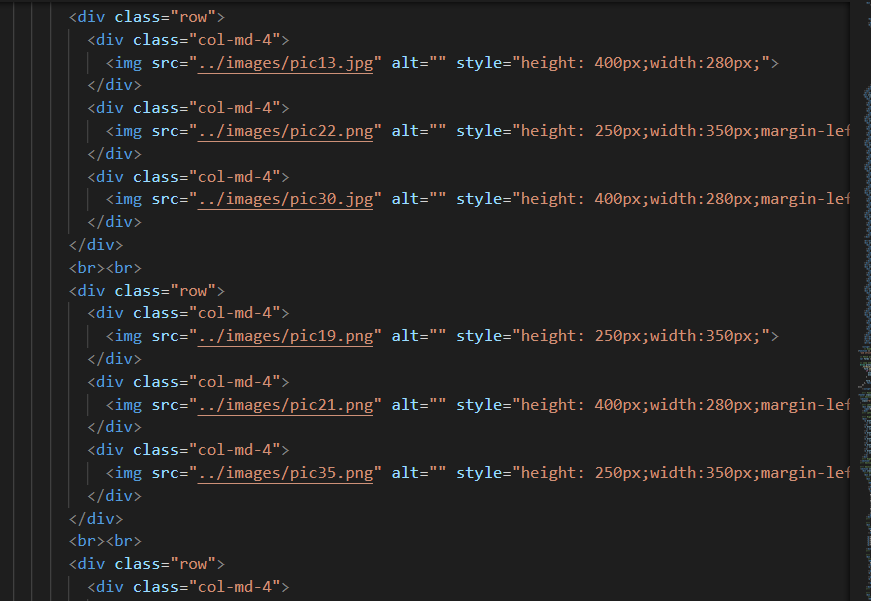 <div class="row">
<div class="col-md-4">
<img src="../images/pic13.jpg" alt="" style="height: 400px;width:280px;">
</div>
<div class="col-md-4">
<img src="../images/pic22.png" alt="" style="height: 250px;width:350px;margin-lef
</div>
<div class="col-md-4">
<img src="../images/pic30.jpg" alt="" style="height: 400px;width:280px;margin-lef
</div>
</div>
<br><br>
<div class="row">
<div class="col-md-4">
<img src="../images/pic19.png" alt="" style="height: 250px;width:350px;">
</div>
<div class="col-md-4">
<img src="../images/pic21.png" alt="" style="height: 400px;width:280px;margin-lef
</div>
<div class="col-md-4">
<img src="../images/pic35.png" alt="" style="height: 250px;width:350px;margin-lef
</div>
</div>
<br><br>
<div class="row">
<div class="col-md-4">